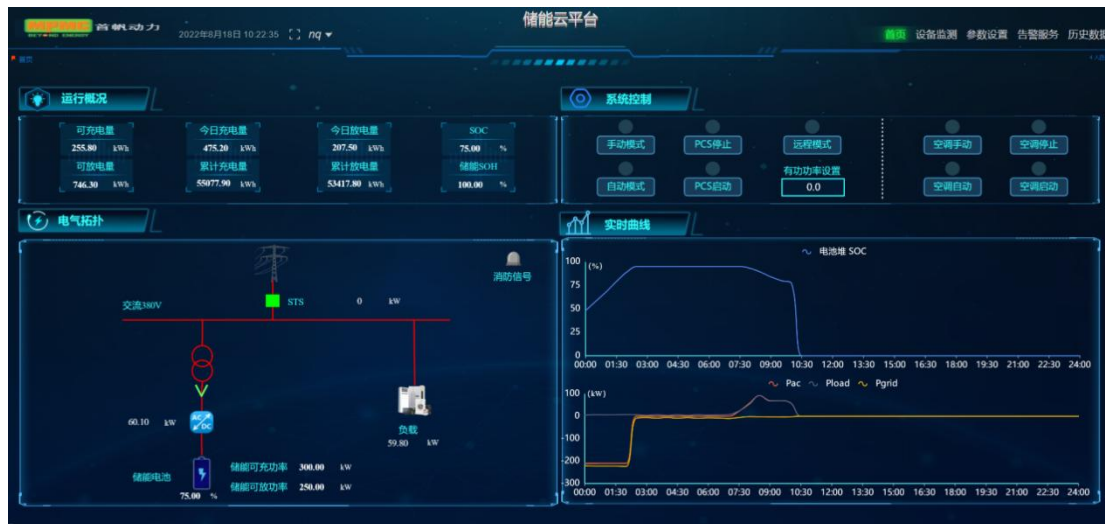 储能云平台
首帆动力
BEYOND ENERGY
2022年8月18日 10:22:35 nq
首页 设备监测 参数设置 告警服务 历史数据
首页
运行概况
可充电量 今日充电量 今日放电量 SOC
255.80 kWh 475.20 kWh 207.50 kWh 75.00 %
可放电量 累计充电量 累计放电量 储能SOH
746.30 kWh 55077.90 kWh 53417.80 kWh 100.00 %
系统控制
手动模式 PCS停止 远程模式 空调手动 空调停止
有功功率设置
自动模式 PCS启动 0.0 空调自动 空调启动
电气拓扑
消防信号
交流380V STS 0 kW
60.10 kW
AC DC
负载
59.80 kW
储能电池
75.00 %
储能可充功率 300.00 kW
储能可放功率 250.00 kW
实时曲线
电池堆 SOC
(%)
100
75
50
25
0
00:00 01:30 03:00 04:30 06:00 07:30 09:00 10:30 12:00 13:30 15:00 16:30 18:00 19:30 21:00 22:30 24:00
Pac Pload Pgrid
(kW)
100
0
-100
-200
-300
00:00 01:30 03:00 04:30 06:00 07:30 09:00 10:30 12:00 13:30 15:00 16:30 18:00 19:30 21:00 22:30 24:00